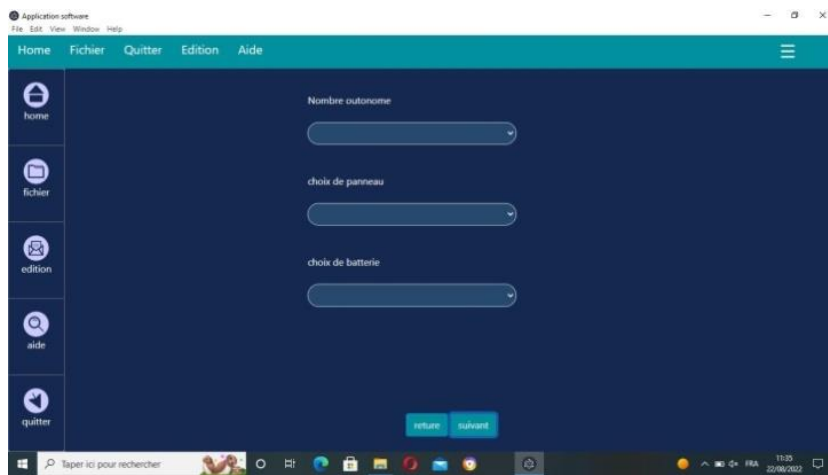 Application software
File Edit View Window Help
Home Fichier Quitter Edition Aide
home
fichier
edition
aide
quitter
Nombre outonome
choix de panneau
choix de batterie
reture suivant
Taper ici pour rechercher
FRA
11:35
22/08/2022